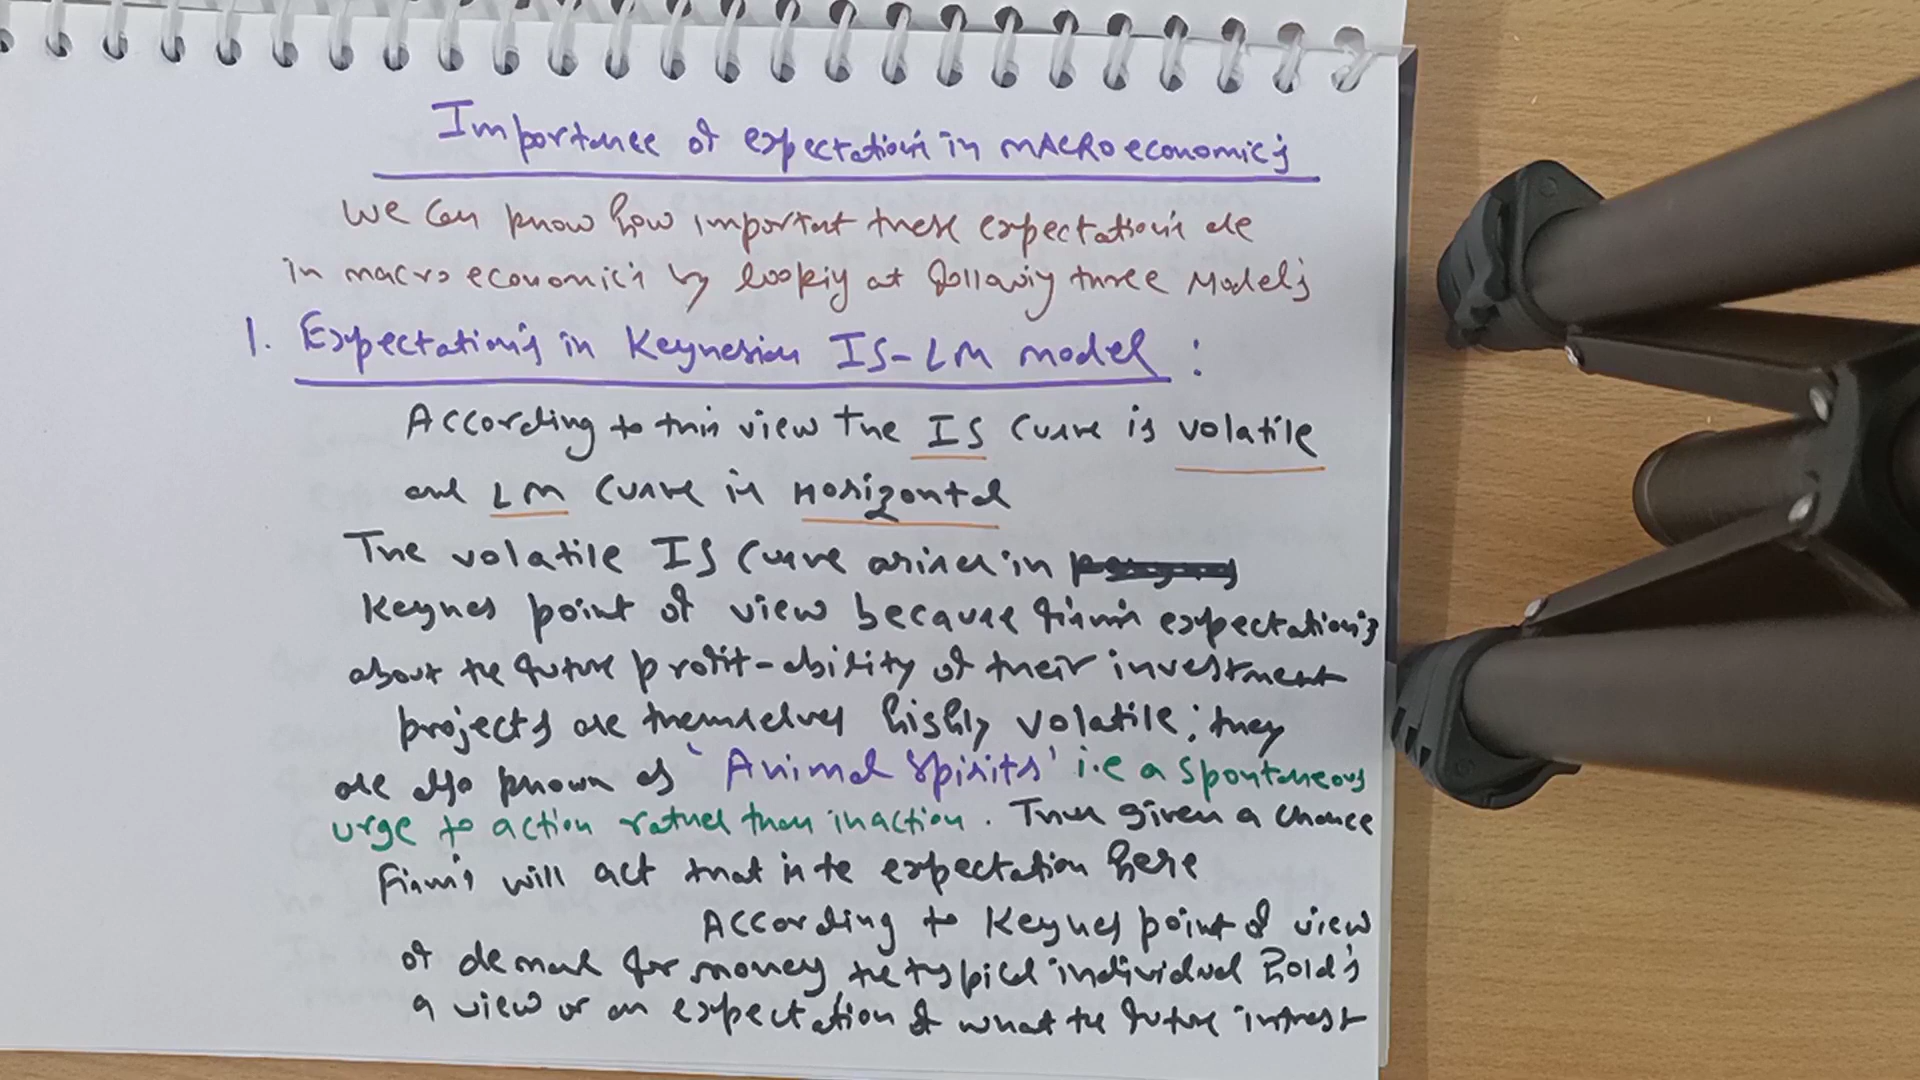 Importance of expectations in MACROeconomics
We can know how important these expectations are
in macroeconomics by looking at following three Models
1. Expectations in Keynesian IS-LM model :
According to this view the IS curve is volatile
and LM curve is Horizontal
The volatile IS curve arises in
Keynes point of view because firms expectations
about the future profit-ability of their investment
projects are themselves highly volatile; they
are also known as 'Animal Spirits' i.e a spontaneous
urge to action rather than inaction. Thus given a chance
Firms will act that is the expectation here
According to Keynes point of view
of demand for money the typical individual holds
a view or an expectation of what the future interest